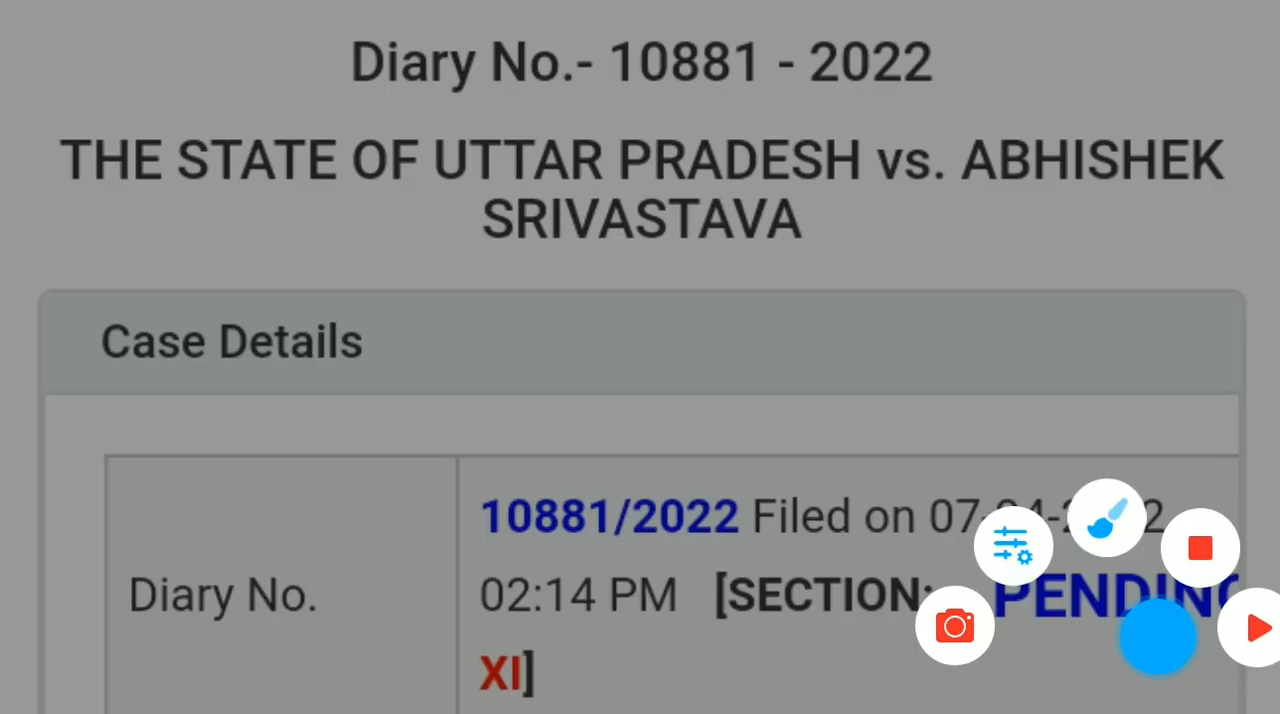 Diary No.- 10881 - 2022
THE STATE OF UTTAR PRADESH vs. ABHISHEK
SRIVASTAVA
Case Details
Diary No.
10881/2022 Filed on
02:14 PM [SECTION:
XI]